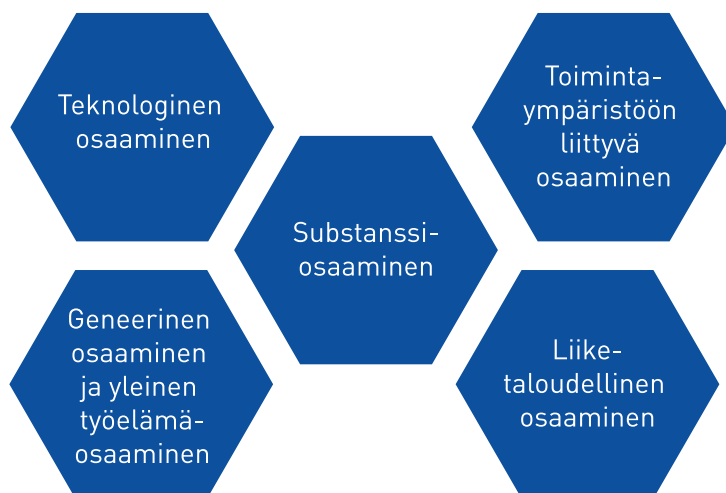 Teknologinen
osaaminen
Toiminta-
ympäristöön
liittyvä
osaaminen
Substanssi-
osaaminen
Geneerinen
osaaminen
ja yleinen
työelämä-
osaaminen
Liike-
taloudellinen
osaaminen